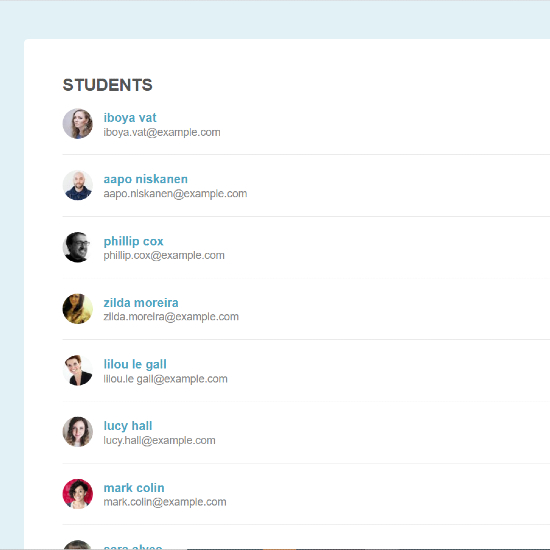 STUDENTS
iboya vat
iboya.vat@example.com
aapo niskanen
aapo.niskanen@example.com
phillip cox
phillip.cox@example.com
zilda moreira
zilda.moreira@example.com
lilou le gall
lilou.le gall@example.com
lucy hall
lucy.hall@example.com
mark colin
mark.colin@example.com
sara alves